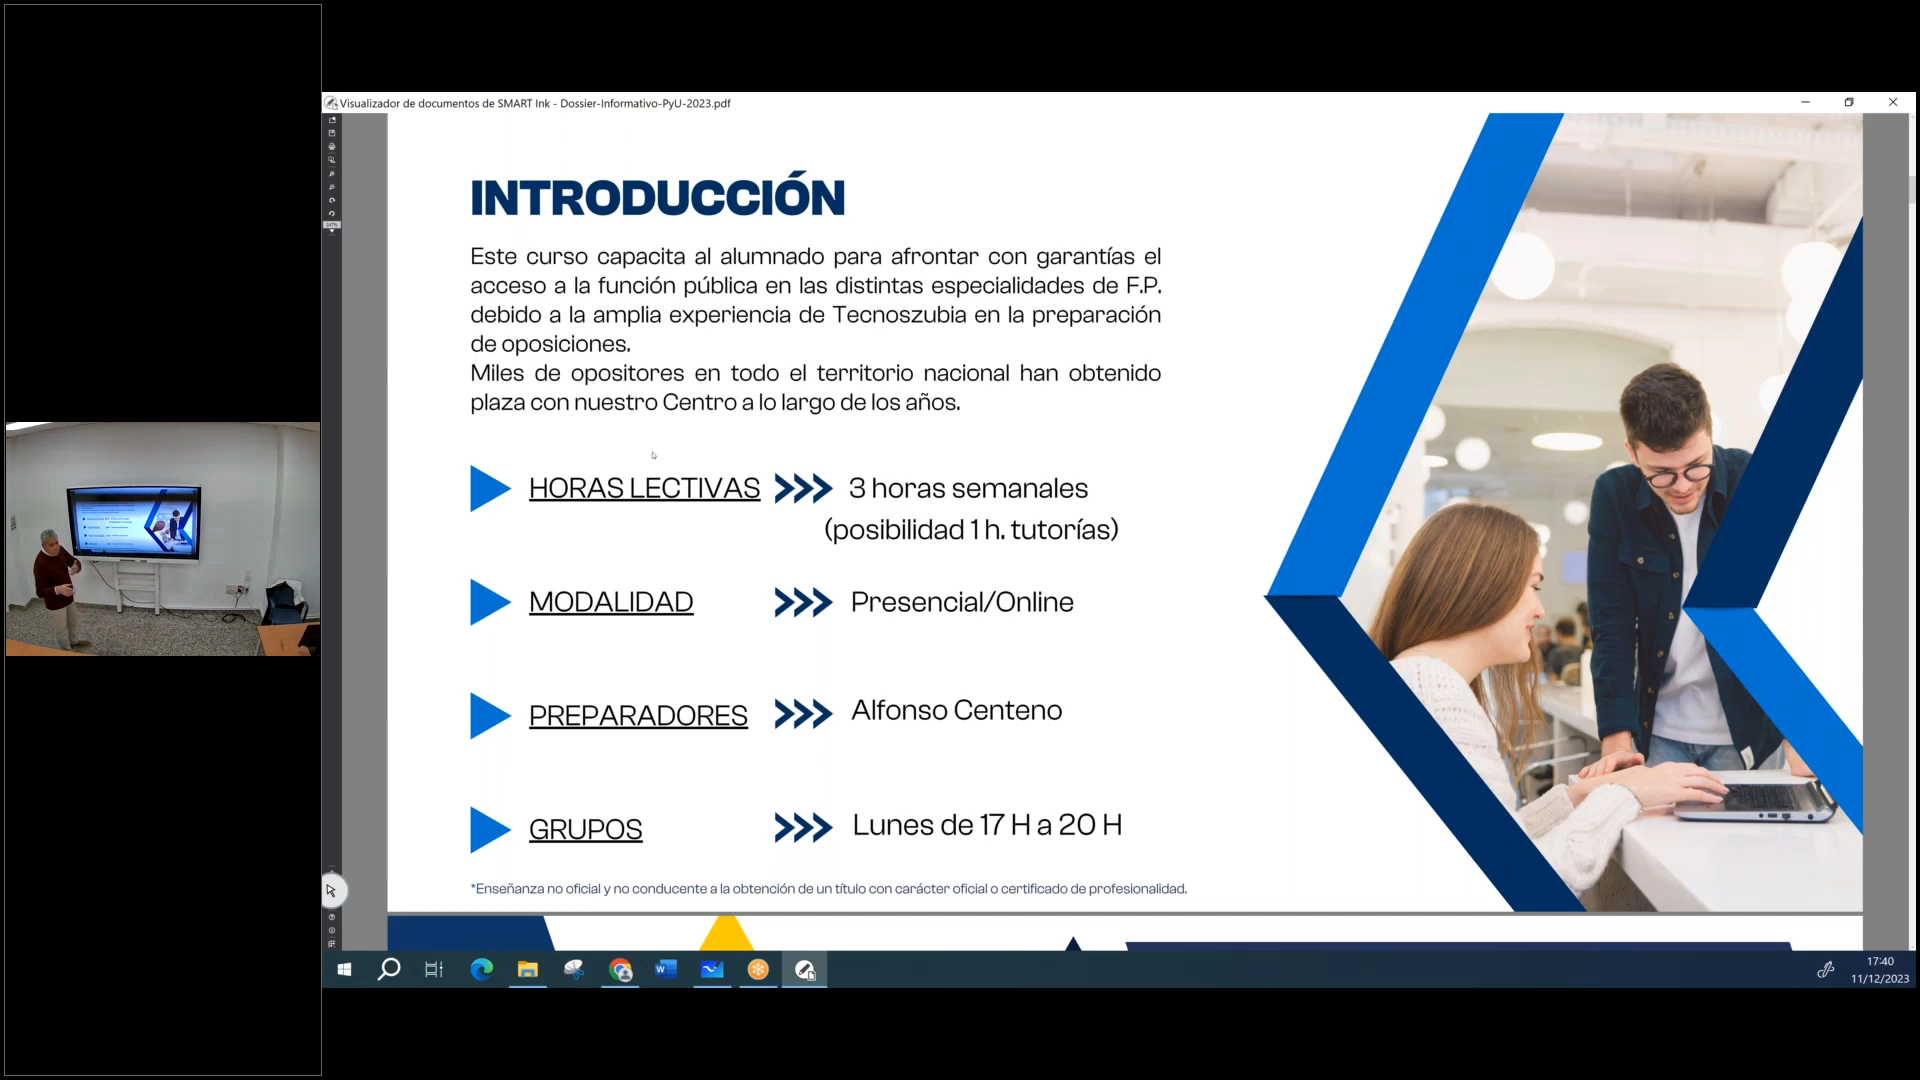 Visualizador de documentos de SMART Ink - Dossier-Informativo-PyU-2023.pdf
INTRODUCCIÓN
Este curso capacita al alumnado para afrontar con garantías el
acceso a la función pública en las distintas especialidades de F.P.
debido a la amplia experiencia de Tecnoszubia en la preparación
de oposiciones.
Miles de opositores en todo el territorio nacional han obtenido
plaza con nuestro Centro a lo largo de los años.
HORAS LECTIVAS 3 horas semanales
(posibilidad 1 h. tutorías)
MODALIDAD Presencial/Online
PREPARADORES Alfonso Centeno
GRUPOS Lunes de 17 H a 20 H
*Enseñanza no oficial y no conducente a la obtención de un título con carácter oficial o certificado de profesionalidad.
17:40
11/12/2023